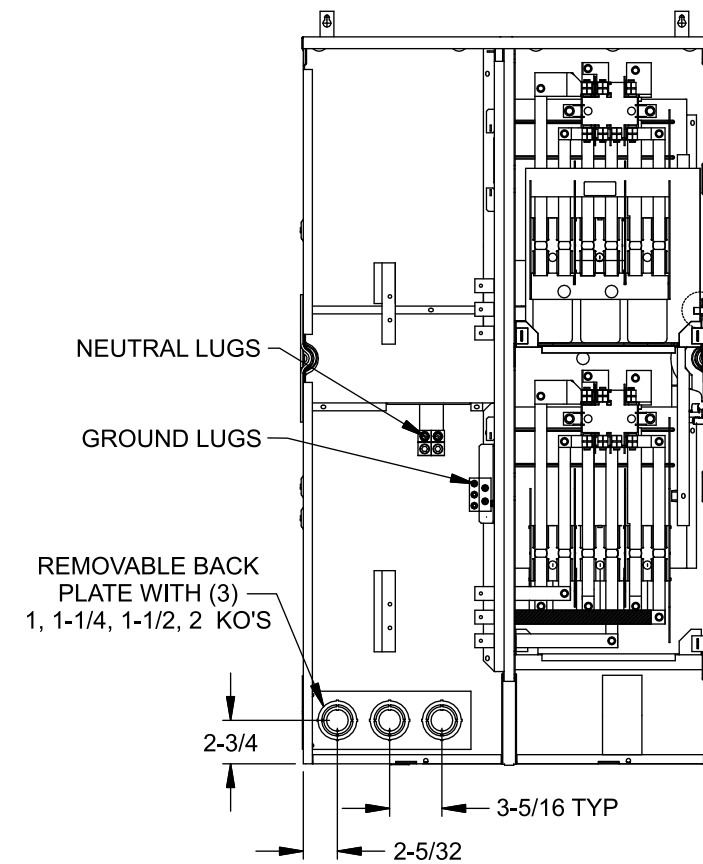 NEUTRAL LUGS
GROUND LUGS
REMOVABLE BACK
PLATE WITH (3)
1, 1-1/4, 1-1/2, 2 KO'S
2-3/4
3-5/16 TYP
2-5/32